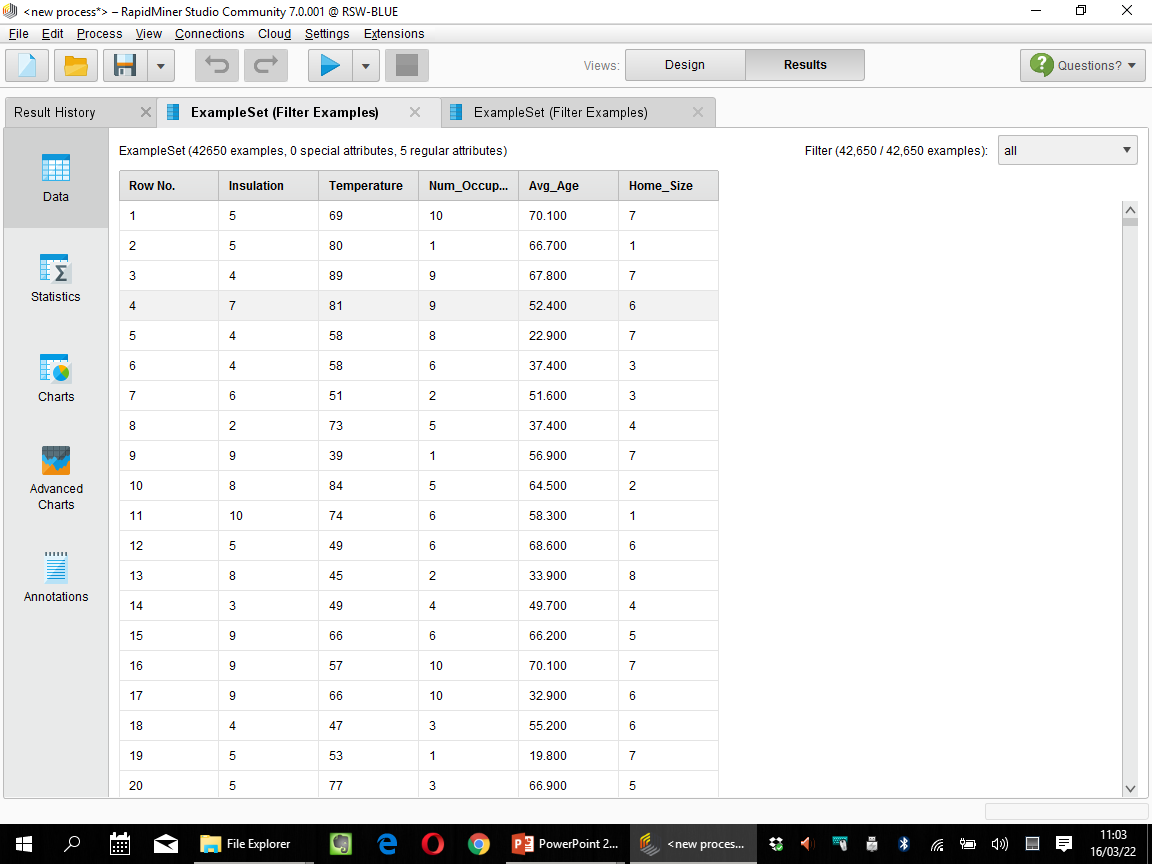 <new process*> – RapidMiner Studio Community 7.0.001 @ RSW-BLUE
File Edit Process View Connections Cloud Settings Extensions
Views: Design Results Questions?
Result History ExampleSet (Filter Examples) ExampleSet (Filter Examples)
ExampleSet (42650 examples, 0 special attributes, 5 regular attributes) Filter (42,650 / 42,650 examples): all
Data
Statistics
Charts
Advanced
Charts
Annotations
Row No. Insulation Temperature Num_Occup... Avg_Age Home_Size
1 5 69 10 70.100 7
2 5 80 1 66.700 1
3 4 89 9 67.800 7
4 7 81 9 52.400 6
5 4 58 8 22.900 7
6 4 58 6 37.400 3
7 6 51 2 51.600 3
8 2 73 5 37.400 4
9 9 39 1 56.900 7
10 8 84 5 64.500 2
11 10 74 6 58.300 1
12 5 49 6 68.600 6
13 8 45 2 33.900 8
14 3 49 4 49.700 4
15 9 66 6 66.200 5
16 9 57 10 70.100 7
17 9 66 10 32.900 6
18 4 47 3 55.200 6
19 5 53 1 19.800 7
20 5 77 3 66.900 5
File Explorer PowerPoint 2... <new proces... 11:03
16/03/22